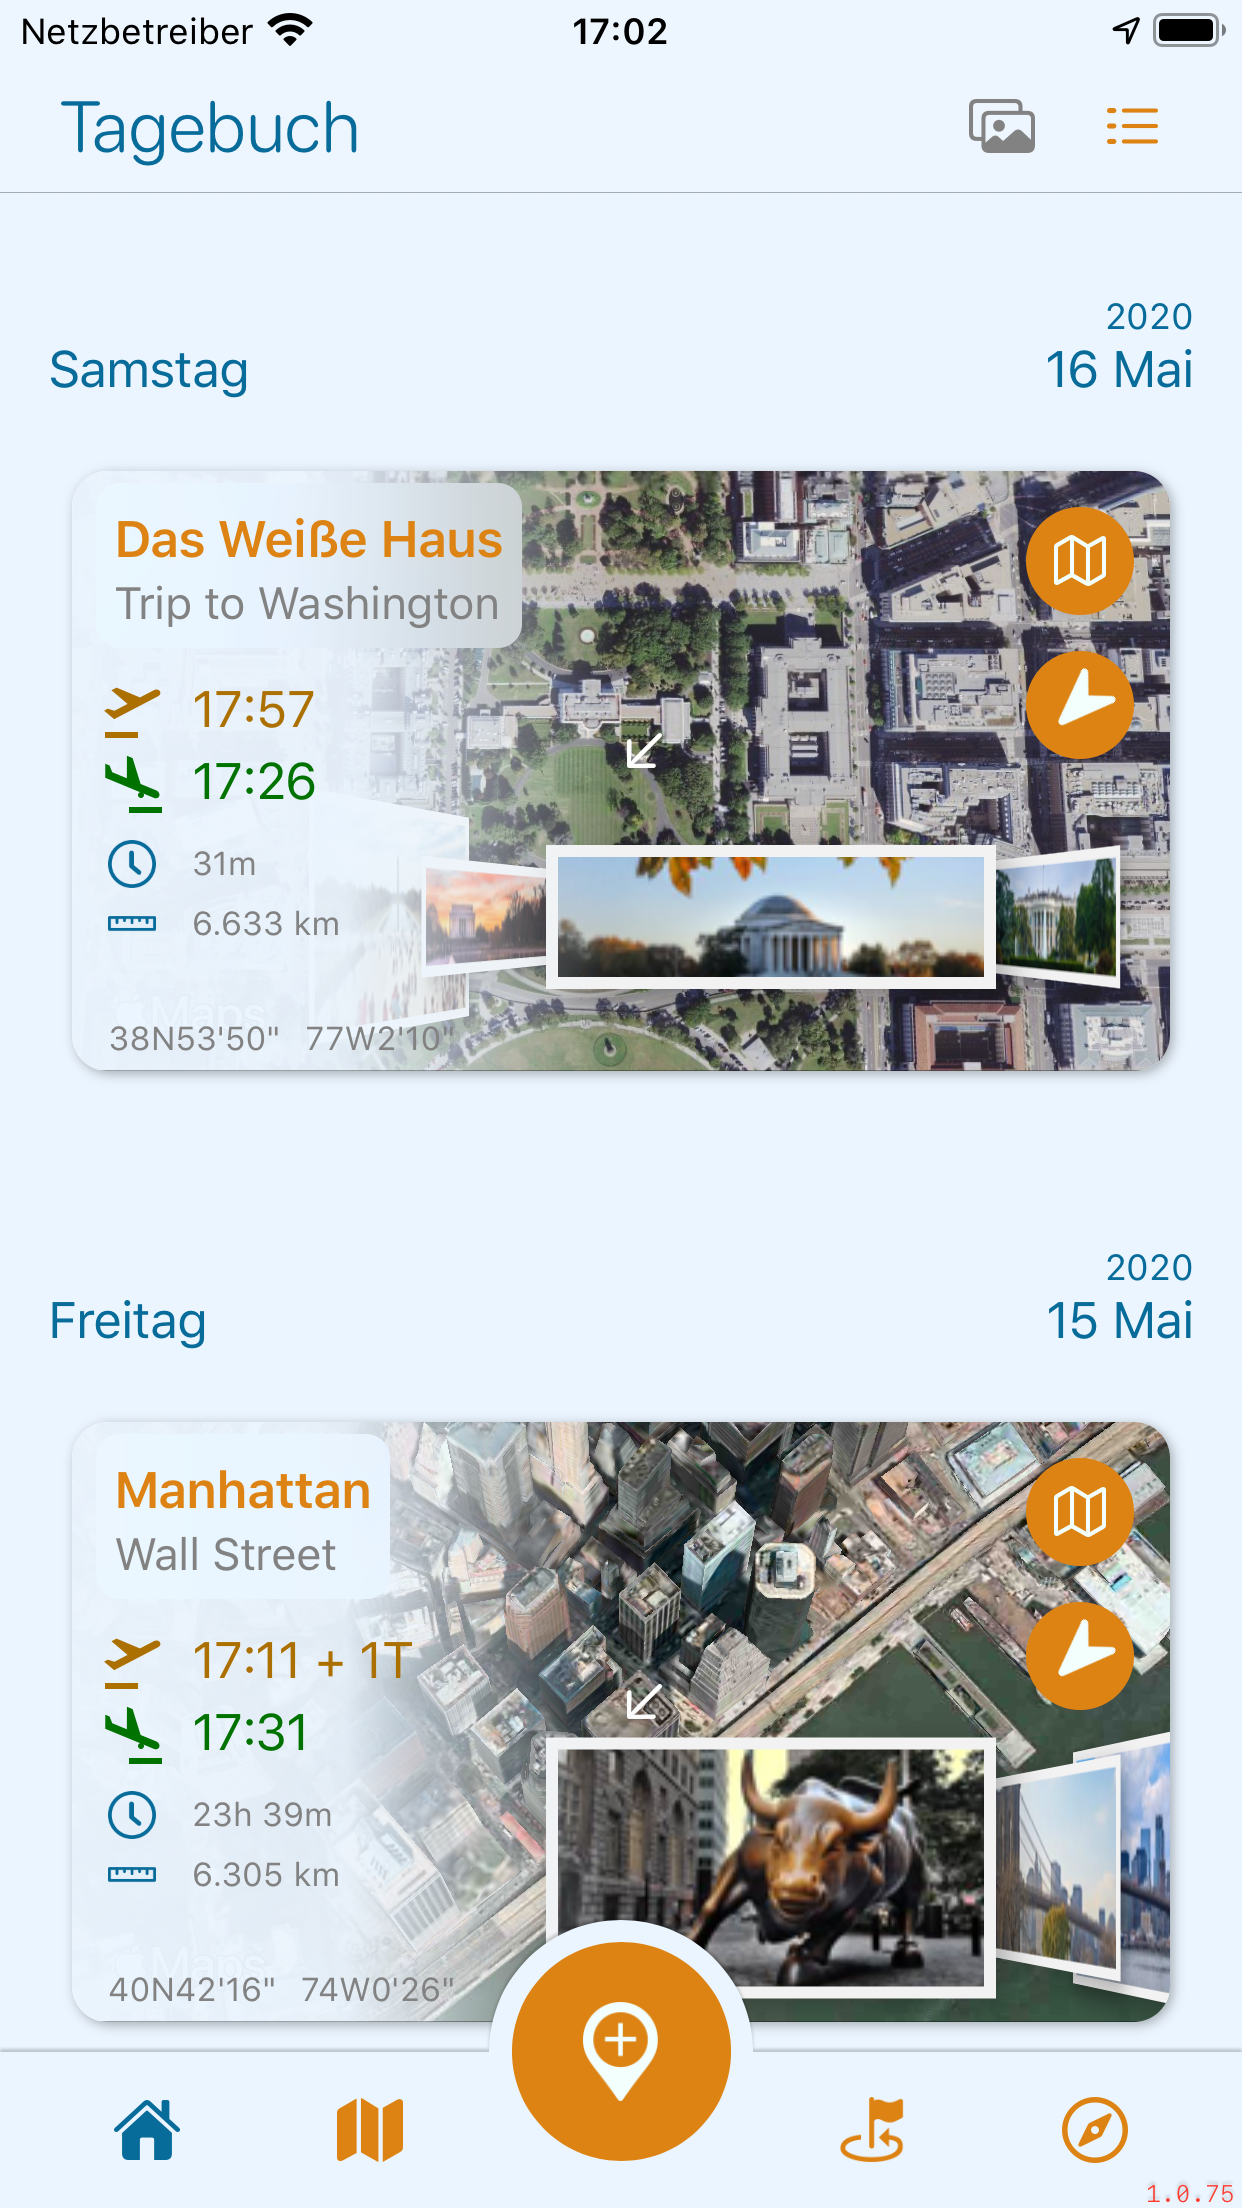 Netzbetreiber 17:02
Tagebuch
2020
Samstag 16 Mai
Das Weiße Haus
Trip to Washington
17:57
17:26
31m
6.633 km
Maps
38N53'50" 77W2'10"
2020
Freitag 15 Mai
Manhattan
Wall Street
17:11 + 1T
17:31
23h 39m
6.305 km
Maps
40N42'16" 74W0'26"
1.0.75